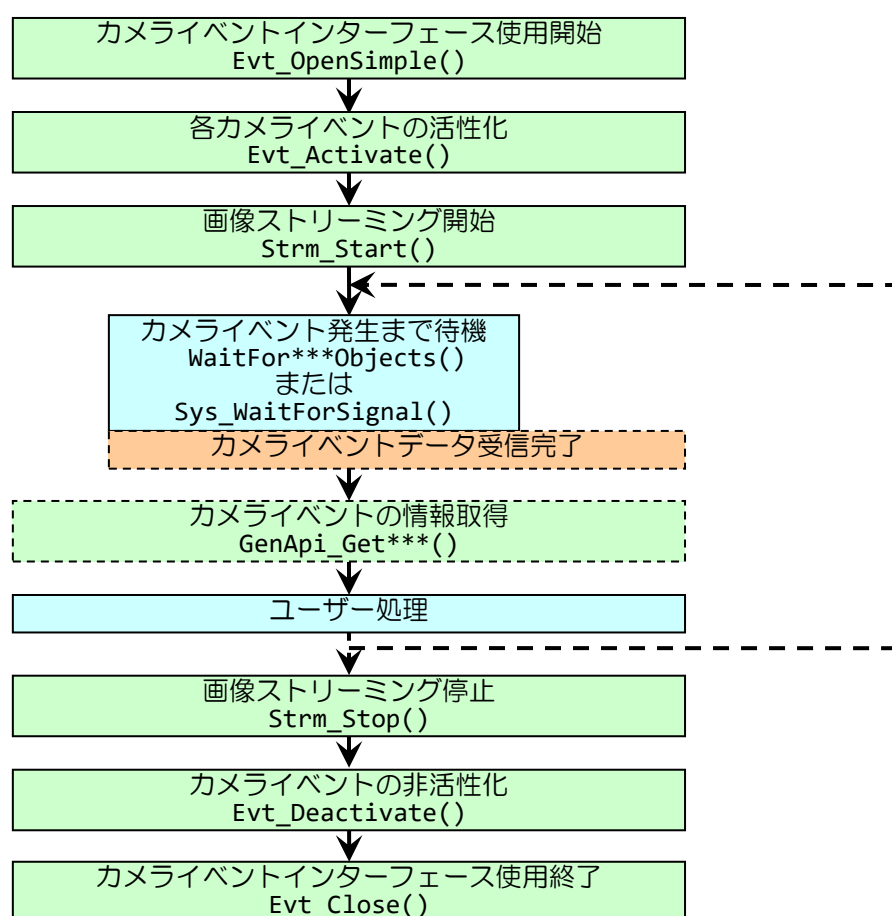 カメライベントインターフェース使用開始
Evt_OpenSimple()
各カメライベントの活性化
Evt_Activate()
画像ストリーミング開始
Strm_Start()
カメライベント発生まで待機
WaitFor***Objects()
または
Sys_WaitForSignal()
カメライベントデータ受信完了
カメライベントの情報取得
GenApi_Get***()
ユーザー処理
画像ストリーミング停止
Strm_Stop()
カメライベントの非活性化
Evt_Deactivate()
カメライベントインターフェース使用終了
Evt_Close()